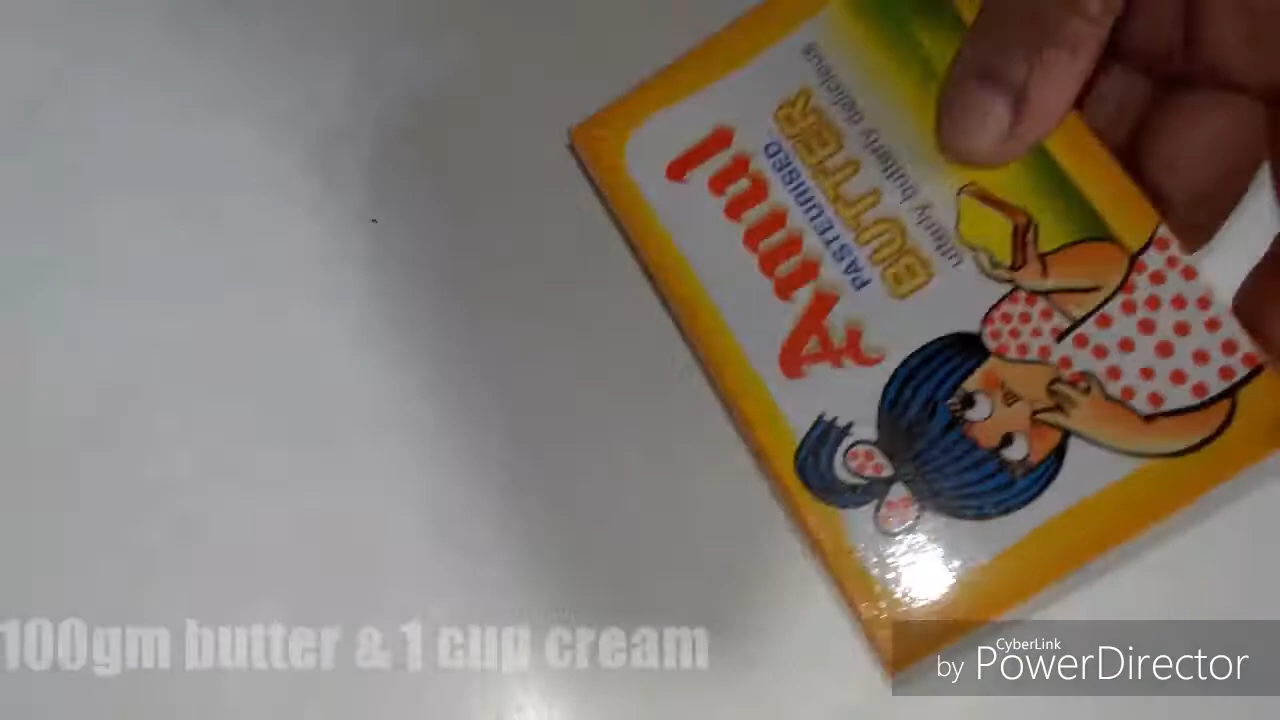 Amul
PASTEURISED
BUTTER
utterly butterly delicious
100gm butter & 1 cup cream
CyberLink
by PowerDirector